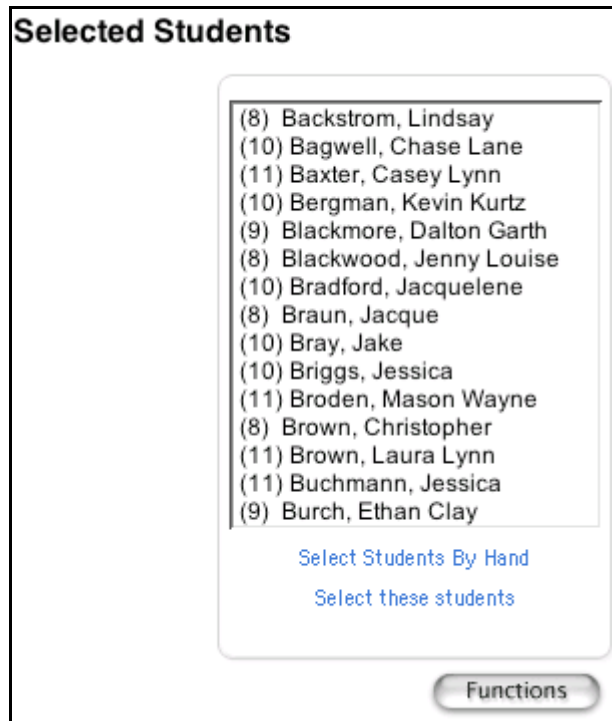 Selected Students
(8) Backstrom, Lindsay
(10) Bagwell, Chase Lane
(11) Baxter, Casey Lynn
(10) Bergman, Kevin Kurtz
(9) Blackmore, Dalton Garth
(8) Blackwood, Jenny Louise
(10) Bradford, Jacquelene
(8) Braun, Jacque
(10) Bray, Jake
(10) Briggs, Jessica
(11) Broden, Mason Wayne
(8) Brown, Christopher
(11) Brown, Laura Lynn
(11) Buchmann, Jessica
(9) Burch, Ethan Clay
Select Students By Hand
Select these students
Functions